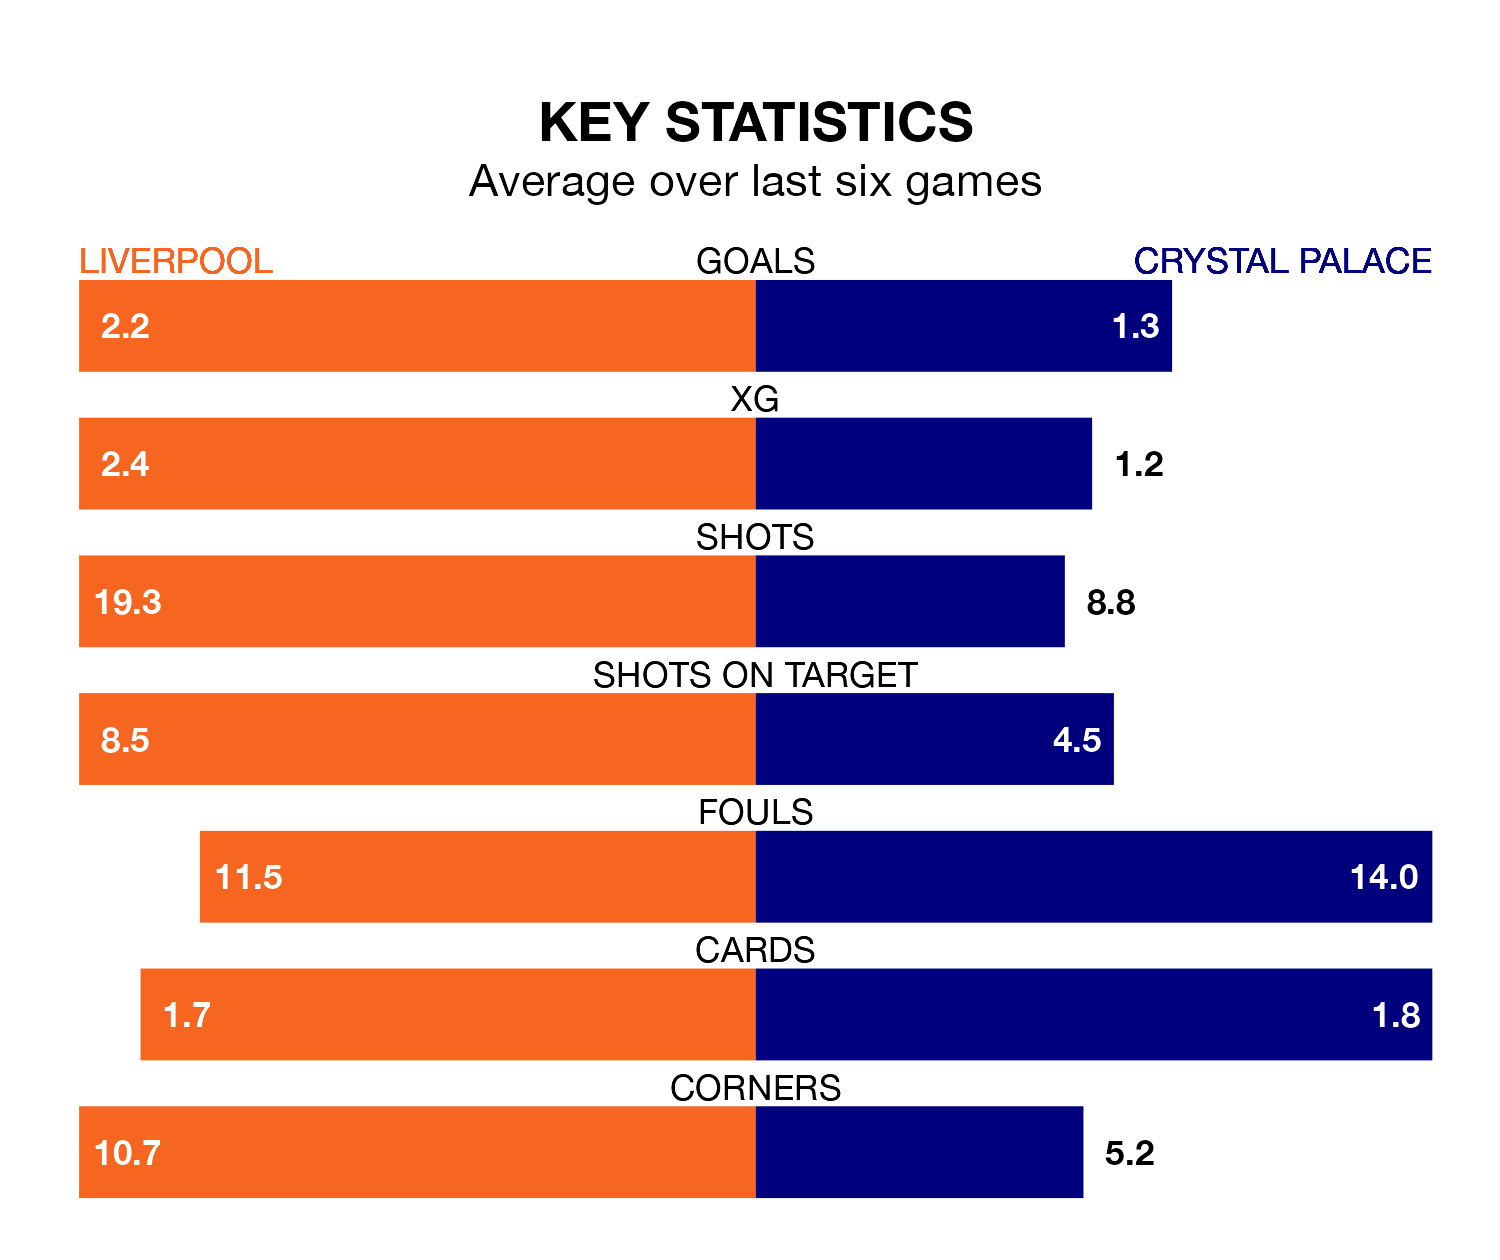 KEY STATISTICS
Average over last six games
LIVERPOOL GOALS CRYSTAL PALACE
2.2 1.3
XG
2.4 1.2
SHOTS
19.3 8.8
SHOTS ON TARGET
8.5 4.5
FOULS
11.5 14.0
CARDS
1.7 1.8
CORNERS
10.7 5.2